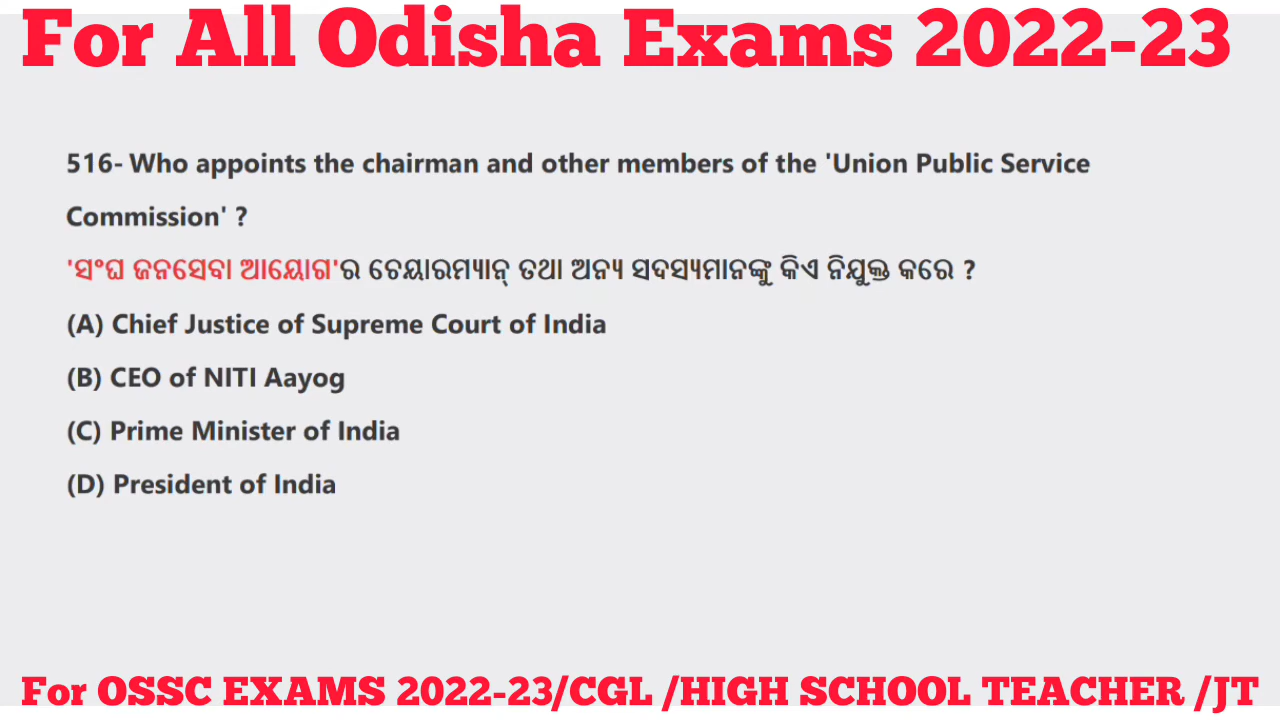 For All Odisha Exams 2022-23
516- Who appoints the chairman and other members of the 'Union Public Service
Commission' ?
'ସଂଘ ଜନସେବା ଆୟୋଗ'ର ଚେୟାରମ୍ୟାନ୍ ତଥା ଅନ୍ୟ ସଦସ୍ୟମାନଙ୍କୁ କିଏ ନିଯୁକ୍ତ କରେ ?
(A) Chief Justice of Supreme Court of India
(B) CEO of NITI Aayog
(C) Prime Minister of India
(D) President of India
For OSSC EXAMS 2022-23/CGL /HIGH SCHOOL TEACHER /JT